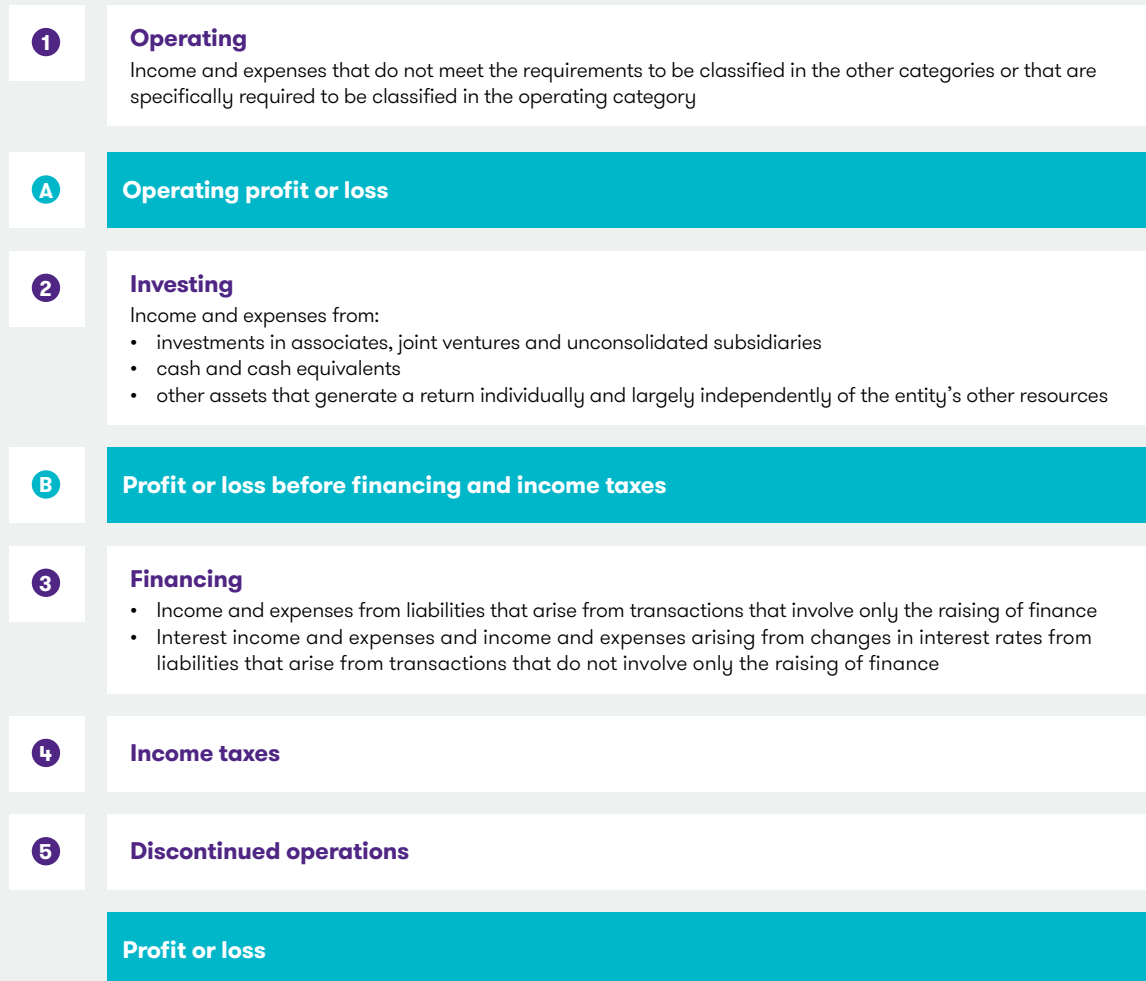 1
Operating
Income and expenses that do not meet the requirements to be classified in the other categories or that are
specifically required to be classified in the operating category
A
Operating profit or loss
2
Investing
Income and expenses from:
• investments in associates, joint ventures and unconsolidated subsidiaries
• cash and cash equivalents
• other assets that generate a return individually and largely independently of the entity's other resources
B
Profit or loss before financing and income taxes
3
Financing
• Income and expenses from liabilities that arise from transactions that involve only the raising of finance
• Interest income and expenses and income and expenses arising from changes in interest rates from
liabilities that arise from transactions that do not involve only the raising of finance
4
Income taxes
5
Discontinued operations
Profit or loss